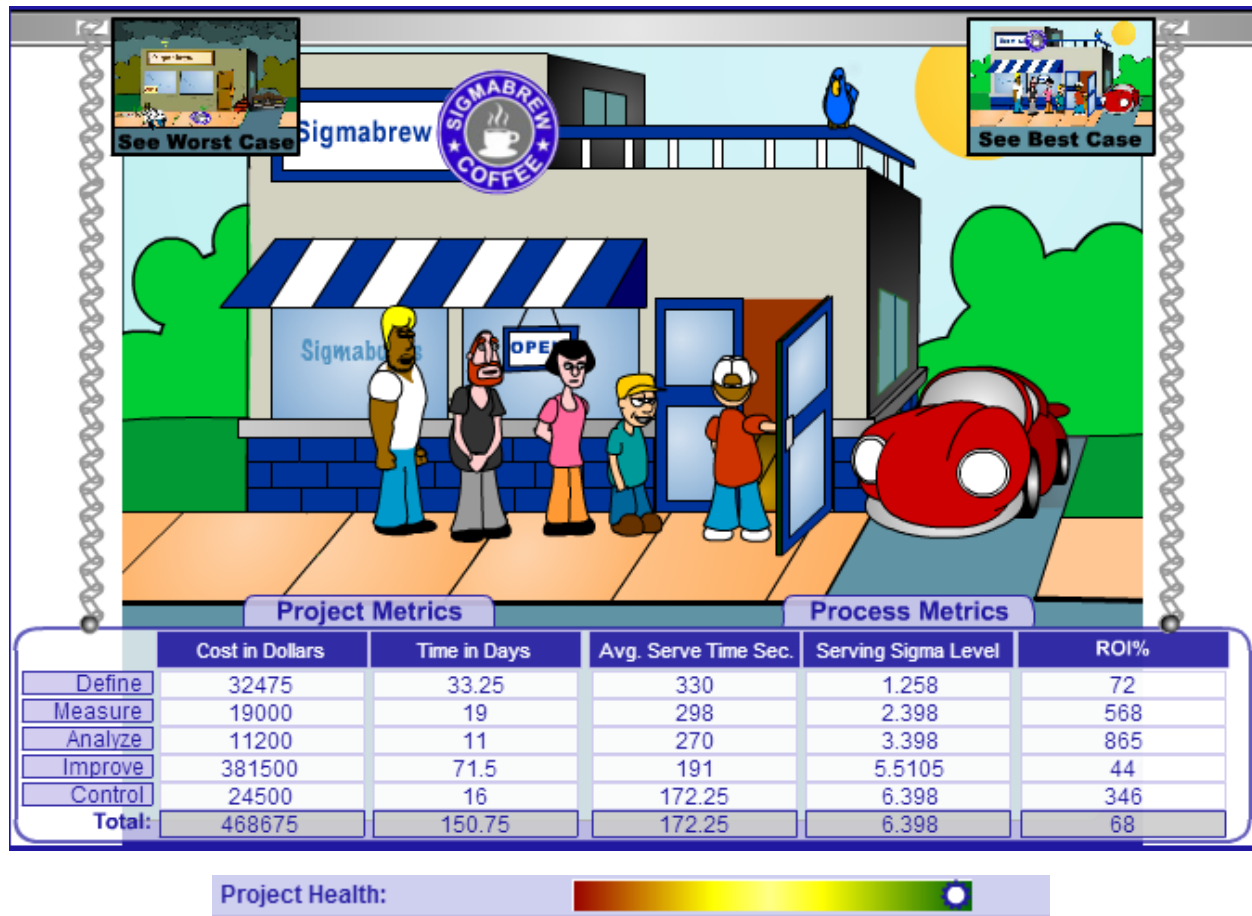 See Worst Case
See Best Case
Sigmabrew
SIGMABREW
COFFEE
OPEN
Project Metrics
Process Metrics
Cost in Dollars Time in Days Avg. Serve Time Sec. Serving Sigma Level ROI%
Define 32475 33.25 330 1.258 72
Measure 19000 19 298 2.398 568
Analyze 11200 11 270 3.398 865
Improve 381500 71.5 191 5.5105 44
Control 24500 16 172.25 6.398 346
Total: 468675 150.75 172.25 6.398 68
Project Health: